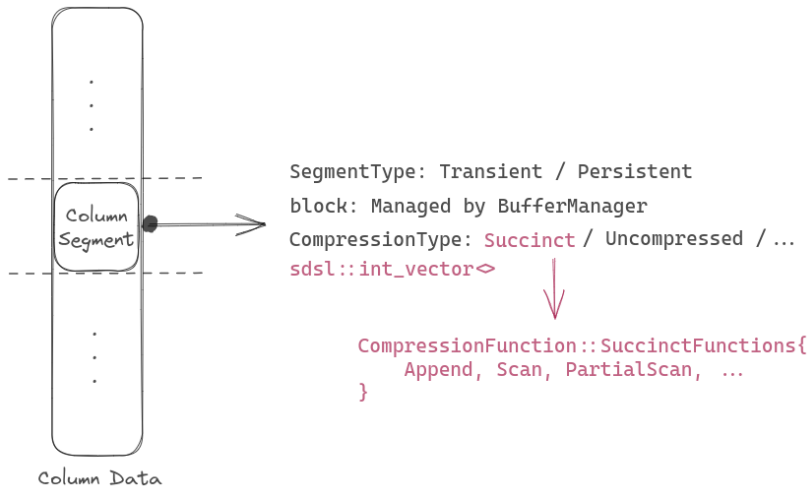 SegmentType: Transient / Persistent
block: Managed by BufferManager
Column
Segment
CompressionType: Succinct / Uncompressed / ...
sdsl::int_vector<>
CompressionFunction::SuccinctFunctions{
Append, Scan, PartialScan, ...
}
Column Data